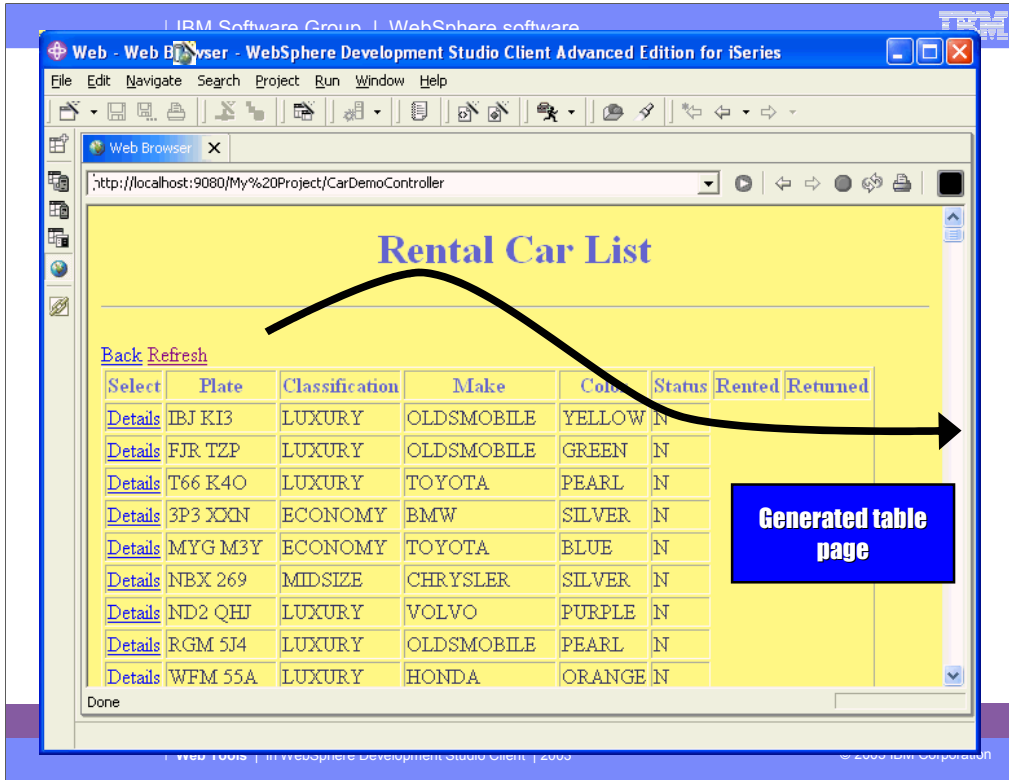 | IBM Software Group | WebSphere software
IBM
Web - Web Browser - WebSphere Development Studio Client Advanced Edition for iSeries
File Edit Navigate Search Project Run Window Help
Web Browser
http://localhost:9080/My%20Project/CarDemoController
Rental Car List
Back Refresh
Select Plate Classification Make Color Status Rented Returned
Details IBJ KI3 LUXURY OLDSMOBILE YELLOW N
Details FJR TZP LUXURY OLDSMOBILE GREEN N
Details T66 K4O LUXURY TOYOTA PEARL N
Details 3P3 XXN ECONOMY BMW SILVER N
Details MYG M3Y ECONOMY TOYOTA BLUE N
Details NBX 269 MIDSIZE CHRYSLER SILVER N
Details ND2 QHJ LUXURY VOLVO PURPLE N
Details RGM 5J4 LUXURY OLDSMOBILE PEARL N
Details WFM 55A LUXURY HONDA ORANGE N
Generated table
page
Done
| Web Tools | in WebSphere Development Studio Client | 2003
© 2003 IBM Corporation